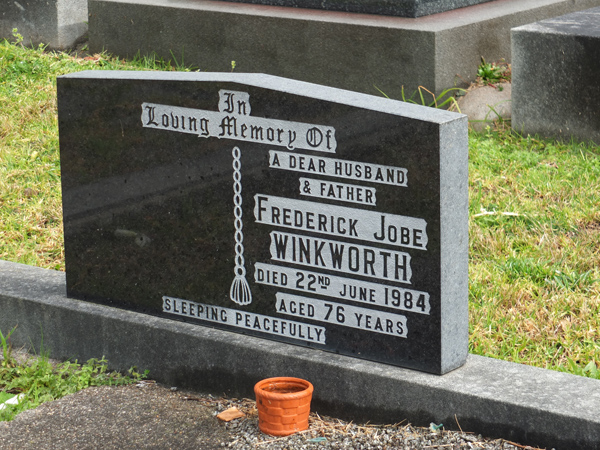 In
Loving Memory Of
A DEAR HUSBAND
& FATHER
FREDERICK JOBE
WINKWORTH
DIED 22ND JUNE 1984
AGED 76 YEARS
SLEEPING PEACEFULLY